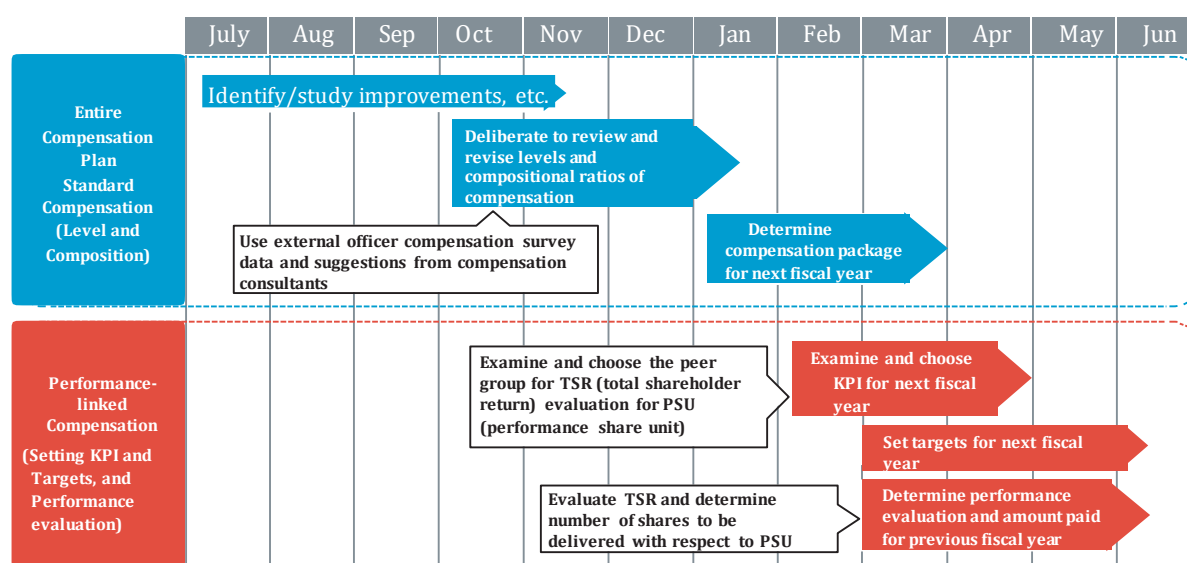 July Aug Sep Oct Nov Dec Jan Feb Mar Apr May Jun
Entire
Compensation
Plan
Standard
Compensation
(Level and
Composition)
Identify/study improvements, etc.
Deliberate to review and
revise levels and
compositional ratios of
compensation
Use external officer compensation survey
data and suggestions from compensation
consultants
Determine
compensation package
for next fiscal year
Performance-
linked
Compensation
(Setting KPI and
Targets, and
Performance
evaluation)
Examine and choose the peer
group for TSR (total shareholder
return) evaluation for PSU
(performance share unit)
Examine and choose
KPI for next fiscal
year
Set targets for next fiscal
year
Evaluate TSR and determine
number of shares to be
delivered with respect to PSU
Determine performance
evaluation and amount paid
for previous fiscal year